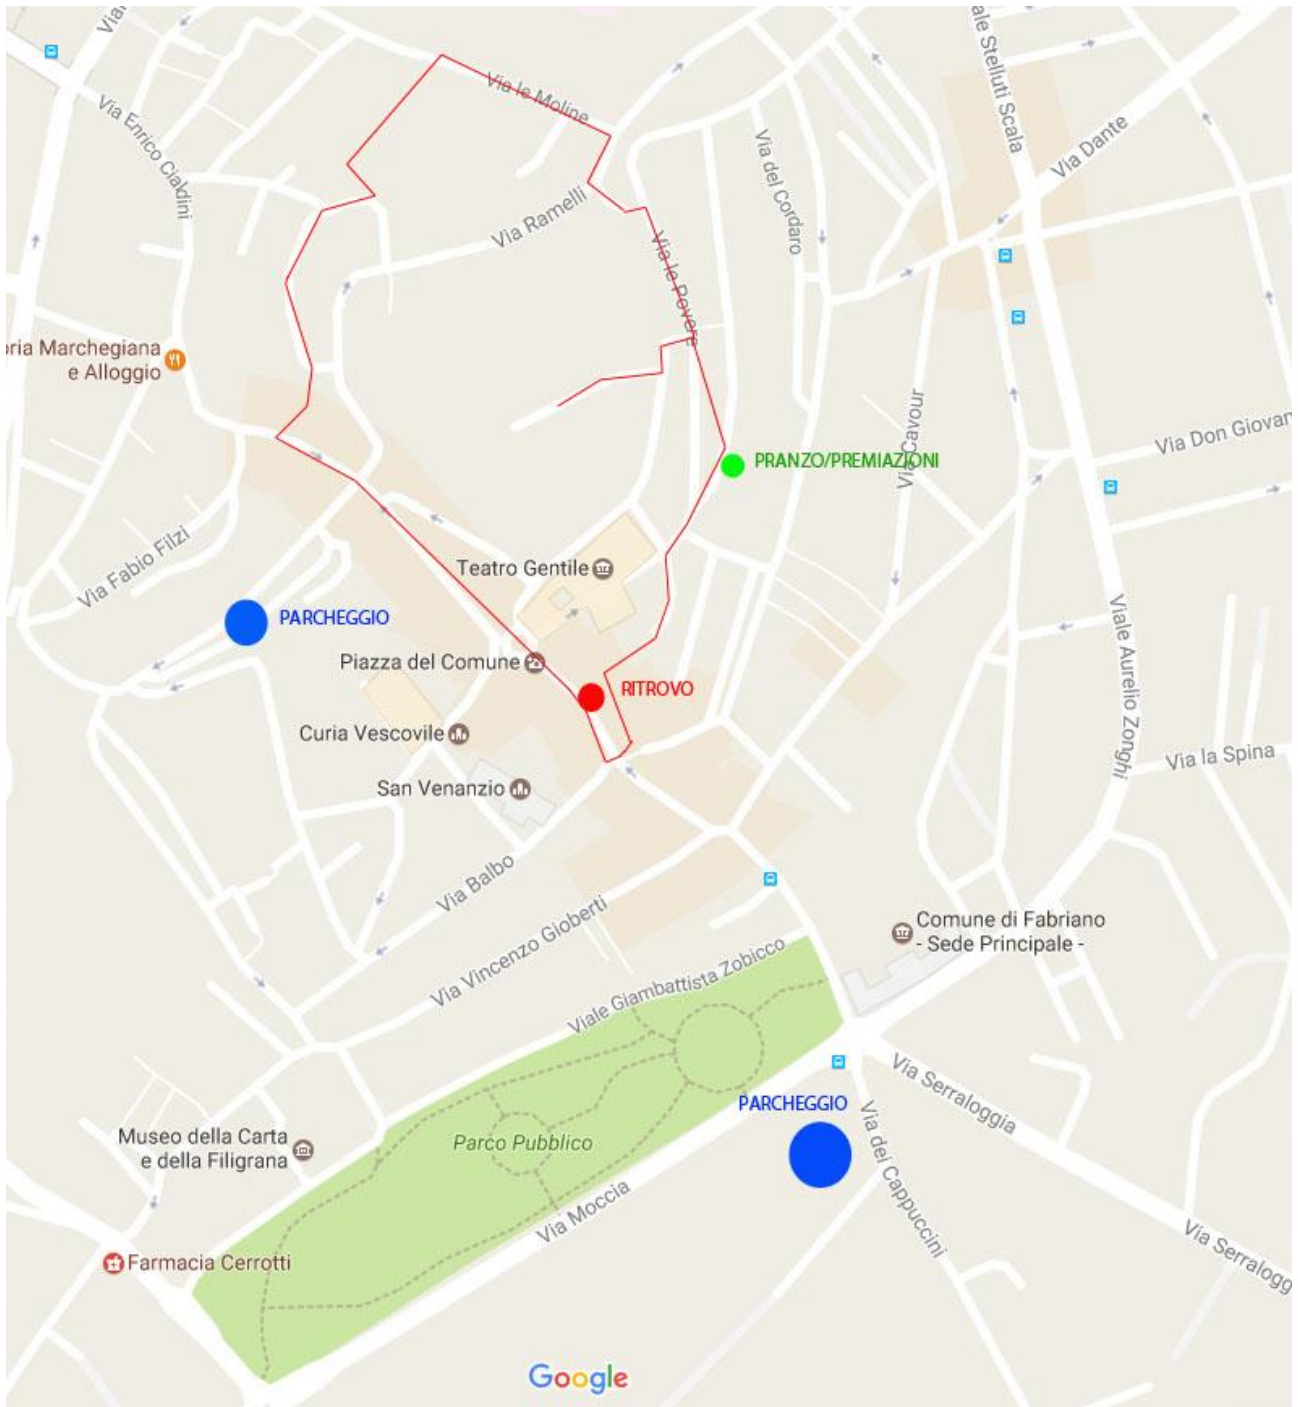 Via
Via le Moline
ale Stelluti Scala
Via Enrico Cialdini
Via Dante
Via del Cordaro
Via Ramelli
Via le Povere
oria Marchegiana
e Alloggio
Via Cavour
Via Don Giovan
PRANZO/PREMIAZIONI
Via Fabio Filzi
Teatro Gentile
PARCHEGGIO
Piazza del Comune
RITROVO
Viale Aurelio Zonghi
Curia Vescovile
Via la Spina
San Venanzio
Via Balbo
Via Vincenzo Gioberti
Comune di Fabriano
- Sede Principale -
Viale Giambattista Zobicco
Via Serraloggia
PARCHEGGIO
Via dei Cappuccini
Museo della Carta
e della Filigrana
Parco Pubblico
Via Moccia
Via Serralogg
Farmacia Cerrotti
Google